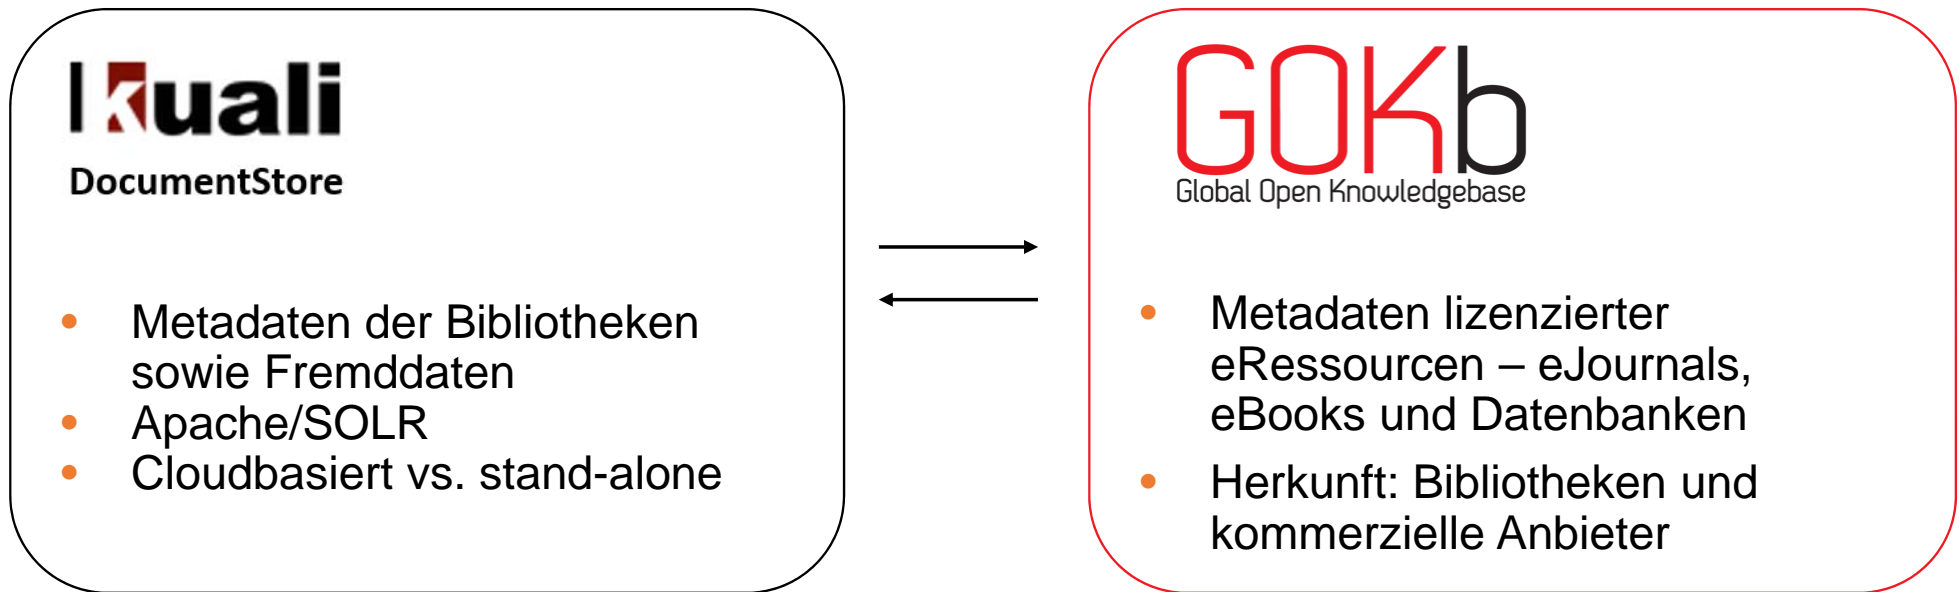 Kuali
DocumentStore
• Metadaten der Bibliotheken
sowie Fremddaten
• Apache/SOLR
• Cloudbasiert vs. stand-alone
GOKb
Global Open Knowledgebase
• Metadaten lizenzierter
eRessourcen – eJournals,
eBooks und Datenbanken
• Herkunft: Bibliotheken und
kommerzielle Anbieter